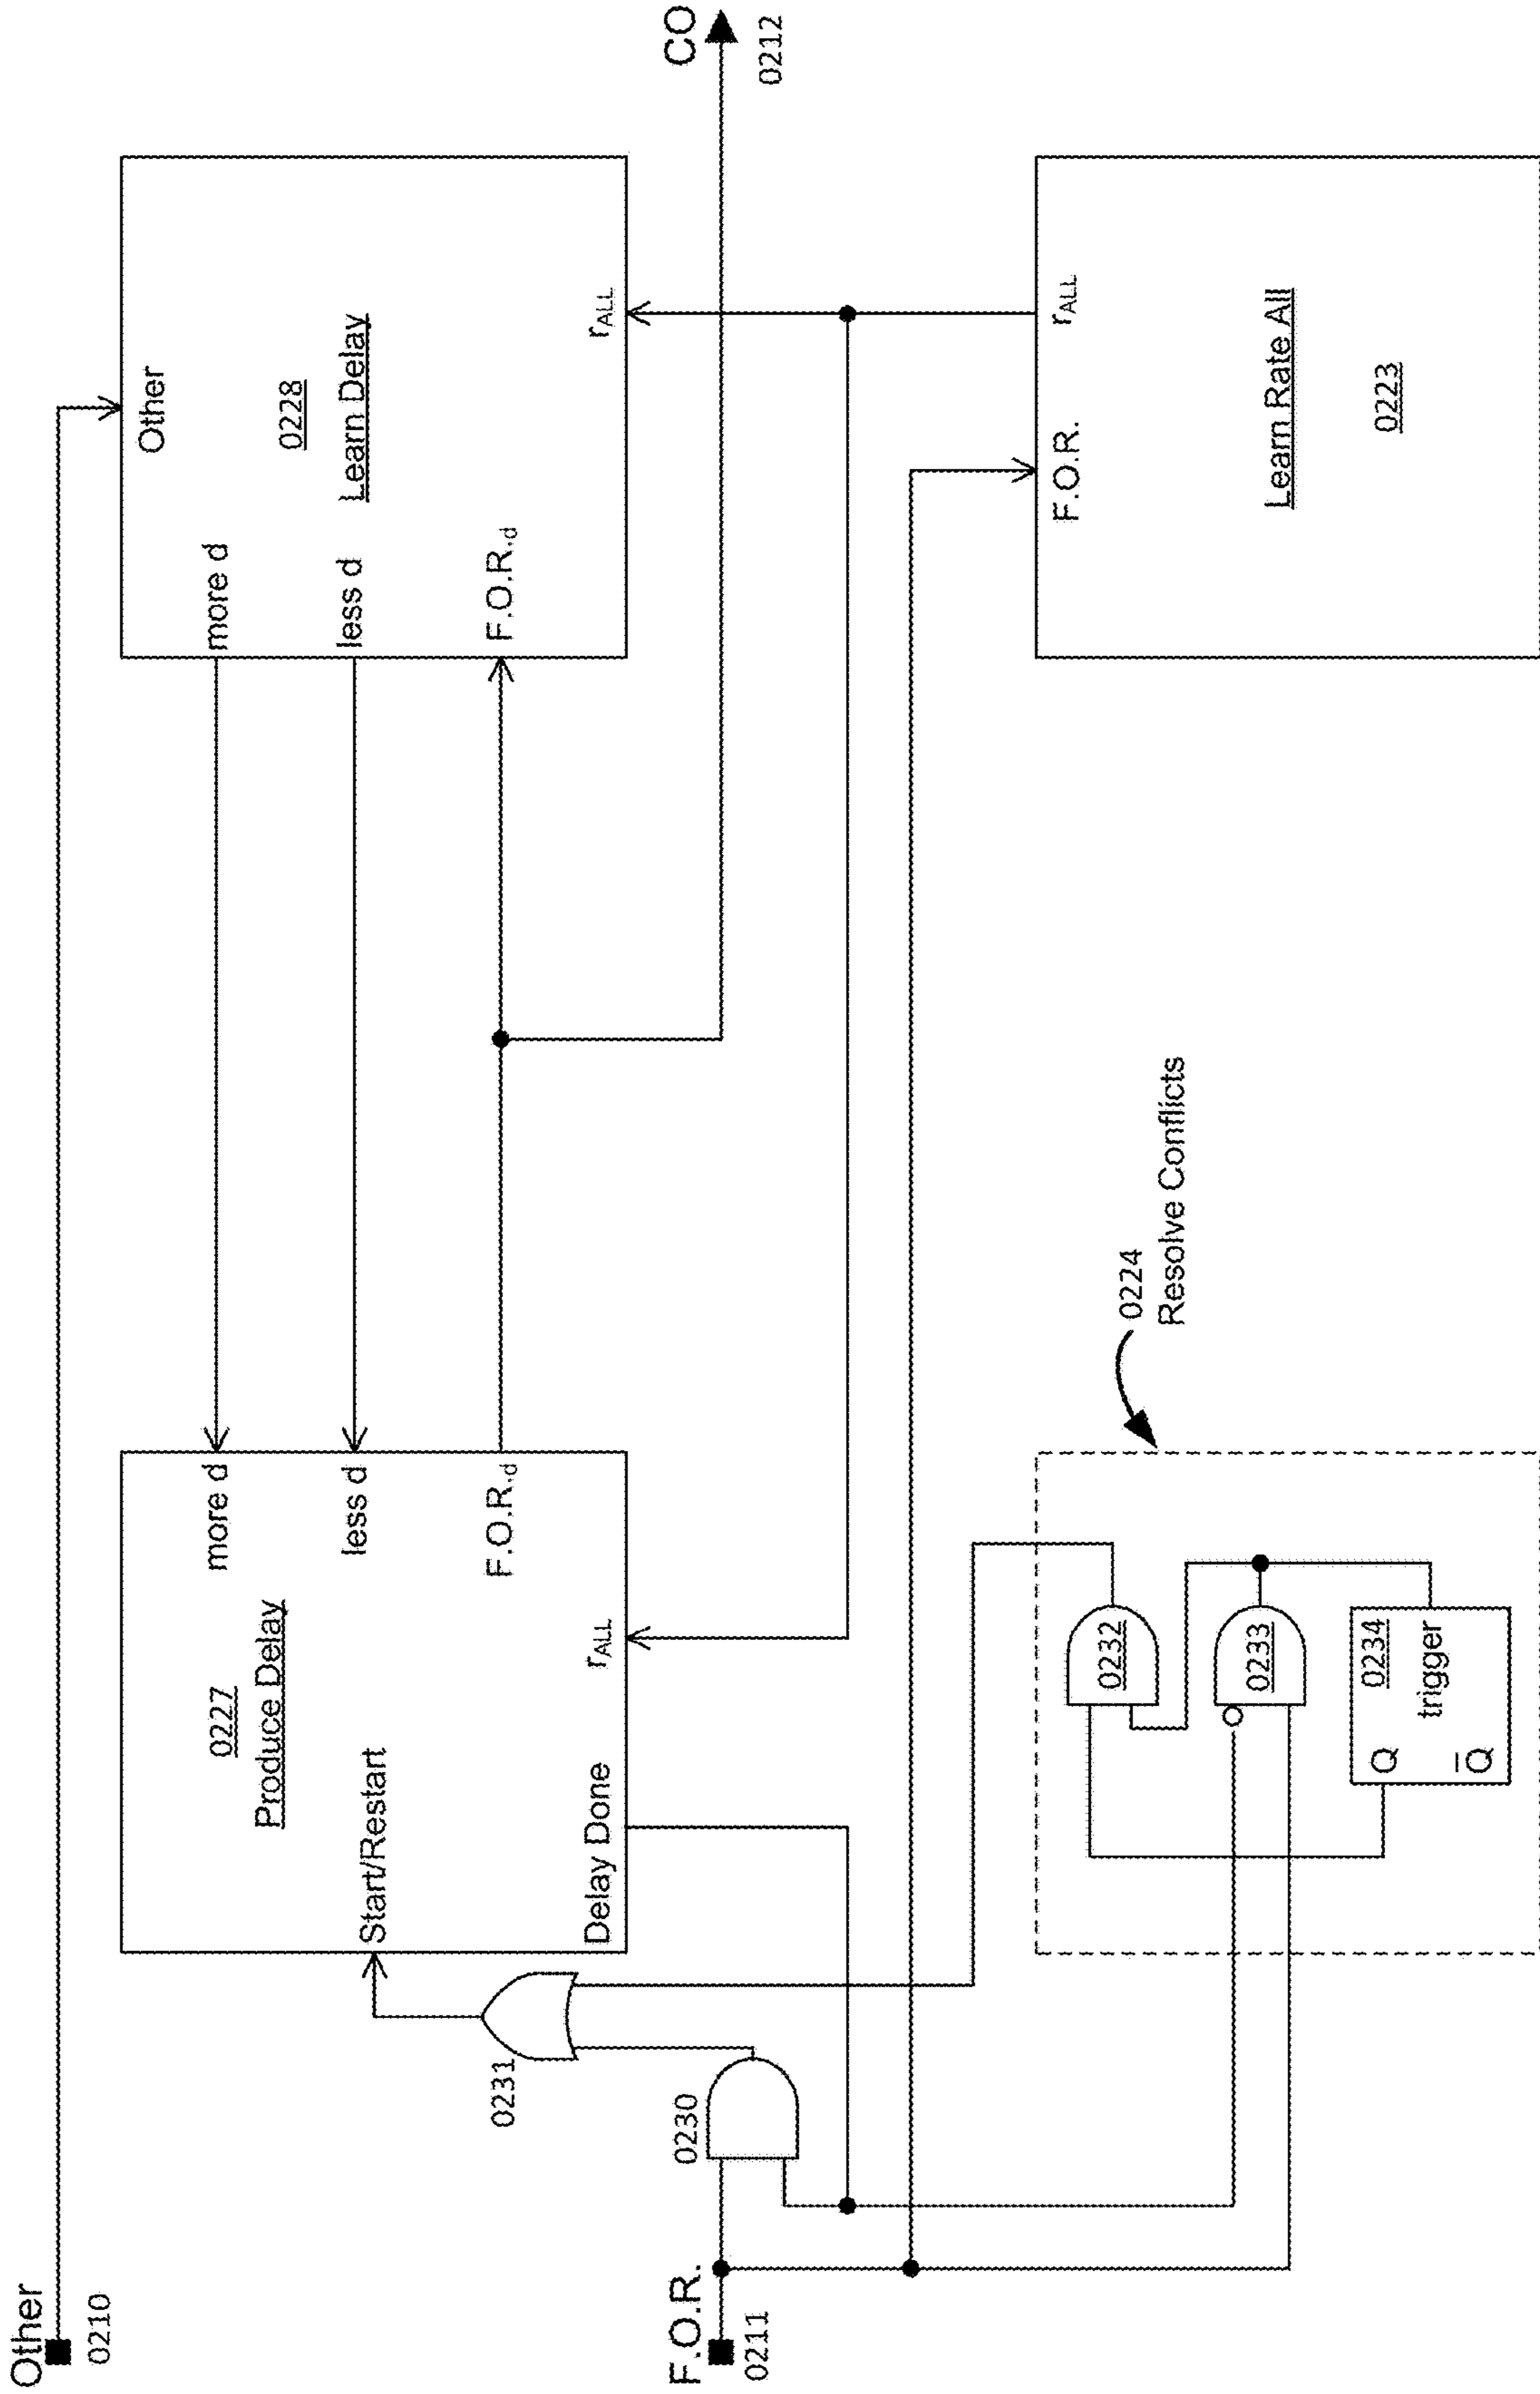 Other
0210
F.O.R.
0211
0227
Produce Delay
Start/Restart
more d
less d
F.O.R.d
Delay Done
rALL
0231
0230
Other
0228
Learn Delay
more d
less d
F.O.R.d
rALL
CO
0212
0224
Resolve Conflicts
0232
0233
0234
trigger
Q
Q̅
F.O.R.
rALL
Learn Rate All
0223